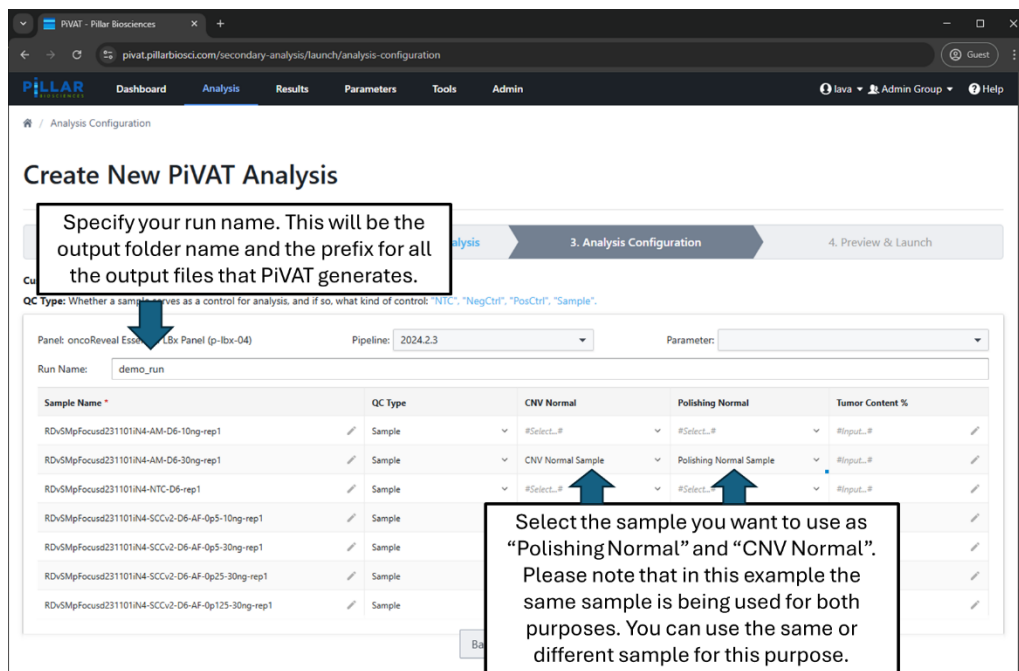 PiVAT - Pillar Biosciences
pivat.pillarbiosci.com/secondary-analysis/launch/analysis-configuration
Guest
PiLLAR
BIOSCIENCES
Dashboard Analysis Results Parameters Tools Admin
lava Admin Group Help
/ Analysis Configuration
Create New PiVAT Analysis
Specify your run name. This will be the
output folder name and the prefix for all
the output files that PiVAT generates.
3. Analysis Configuration 4. Preview & Launch
QC Type: Whether a sample serves as a control for analysis, and if so, what kind of control: "NTC", "NegCtrl", "PosCtrl", "Sample".
Panel: oncoReveal LBx Panel (p-lbx-04) Pipeline: 2024.2.3 Parameter:
Run Name: demo_run
Sample Name * QC Type CNV Normal Polishing Normal Tumor Content %
RDvSMpFocusd231101iN4-AM-D6-10ng-rep1 Sample #Select...# #Select...# #Input...#
RDvSMpFocusd231101iN4-AM-D6-30ng-rep1 Sample CNV Normal Sample Polishing Normal Sample #Input...#
RDvSMpFocusd231101iN4-NTC-D6-rep1 Sample #Select...# #Select...# #Input...#
RDvSMpFocusd231101iN4-SCCv2-D6-AF-0p5-10ng-rep1 Sample
RDvSMpFocusd231101iN4-SCCv2-D6-AF-0p5-30ng-rep1 Sample
RDvSMpFocusd231101iN4-SCCv2-D6-AF-0p25-30ng-rep1 Sample
RDvSMpFocusd231101iN4-SCCv2-D6-AF-0p125-30ng-rep1 Sample
Select the sample you want to use as
“Polishing Normal” and “CNV Normal”.
Please note that in this example the
same sample is being used for both
purposes. You can use the same or
different sample for this purpose.